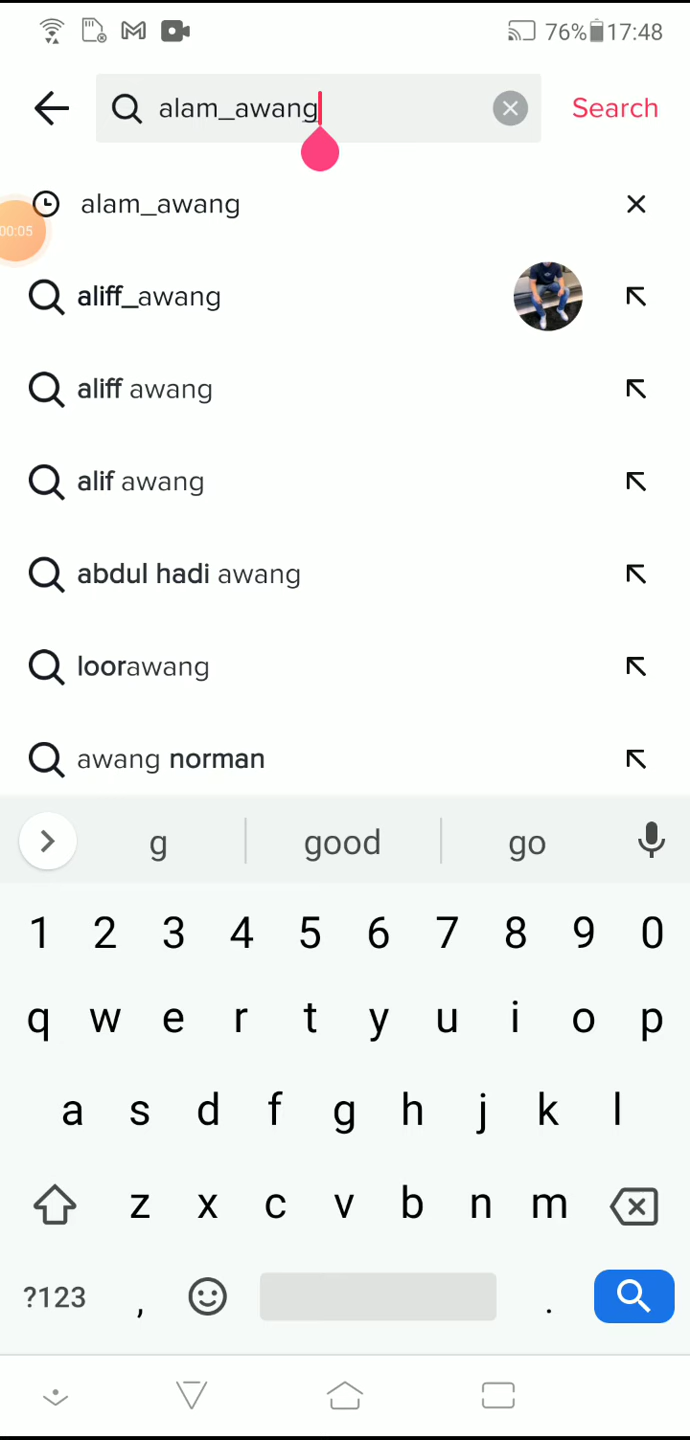 76% 17:48
alam_awang Search
alam_awang
00:05
aliff_awang
aliff awang
alif awang
abdul hadi awang
loorawang
awang norman
g good go
1 2 3 4 5 6 7 8 9 0
q w e r t y u i o p
a s d f g h j k l
z x c v b n m
?123 , .